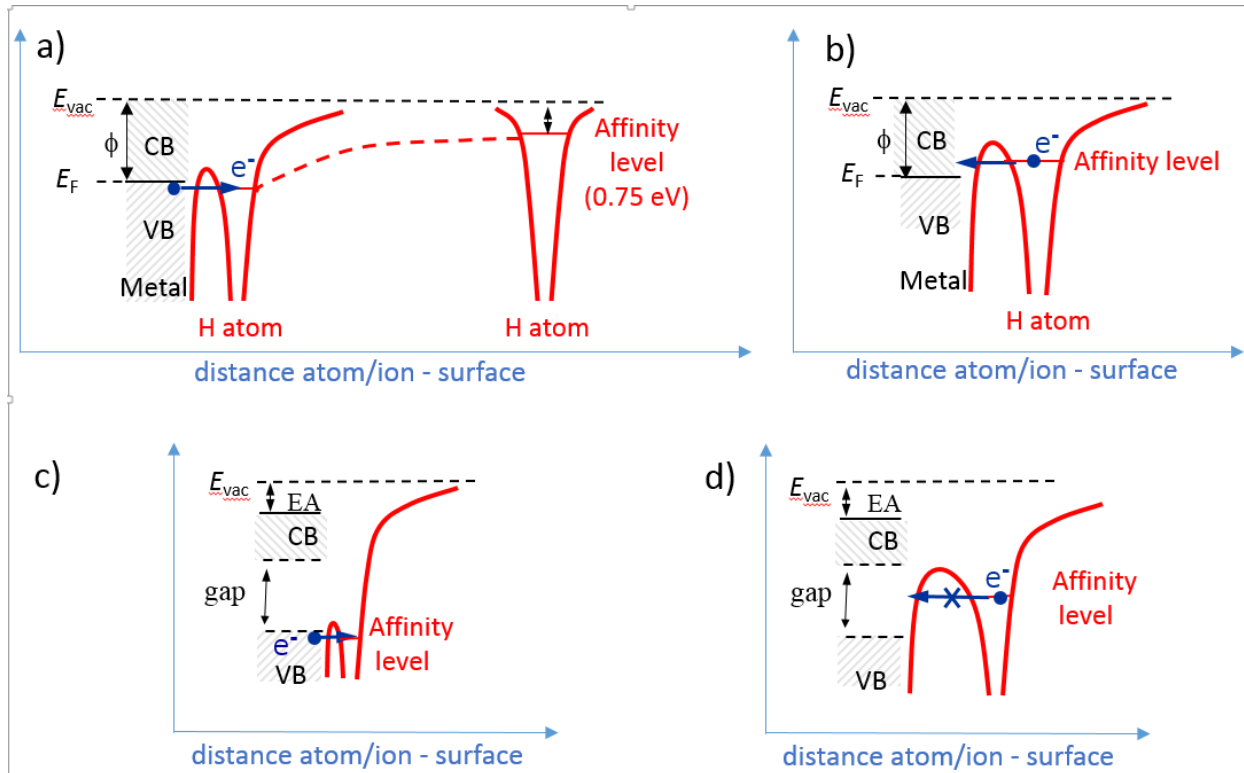 a)
E_vac
ϕ
CB
E_F
e-
VB
Metal
Affinity
level
(0.75 eV)
H atom
H atom
distance atom/ion - surface
b)
E_vac
ϕ
CB
E_F
e-
Affinity level
VB
Metal
H atom
distance atom/ion - surface
c)
E_vac
EA
CB
gap
e-
VB
Affinity
level
distance atom/ion - surface
d)
E_vac
EA
CB
gap
e-
Affinity
level
VB
distance atom/ion - surface